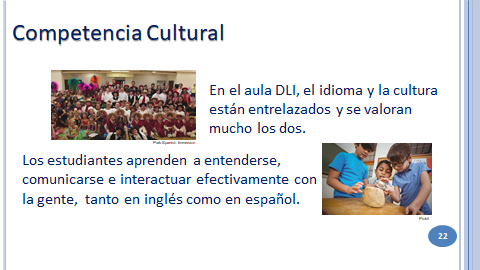 Competencia Cultural
En el aula DLI, el idioma y la cultura
están entrelazados y se valoran
mucho los dos.
Park Spanish Immersion
Los estudiantes aprenden a entenderse,
comunicarse e interactuar efectivamente con
la gente, tanto en inglés como en español.
22